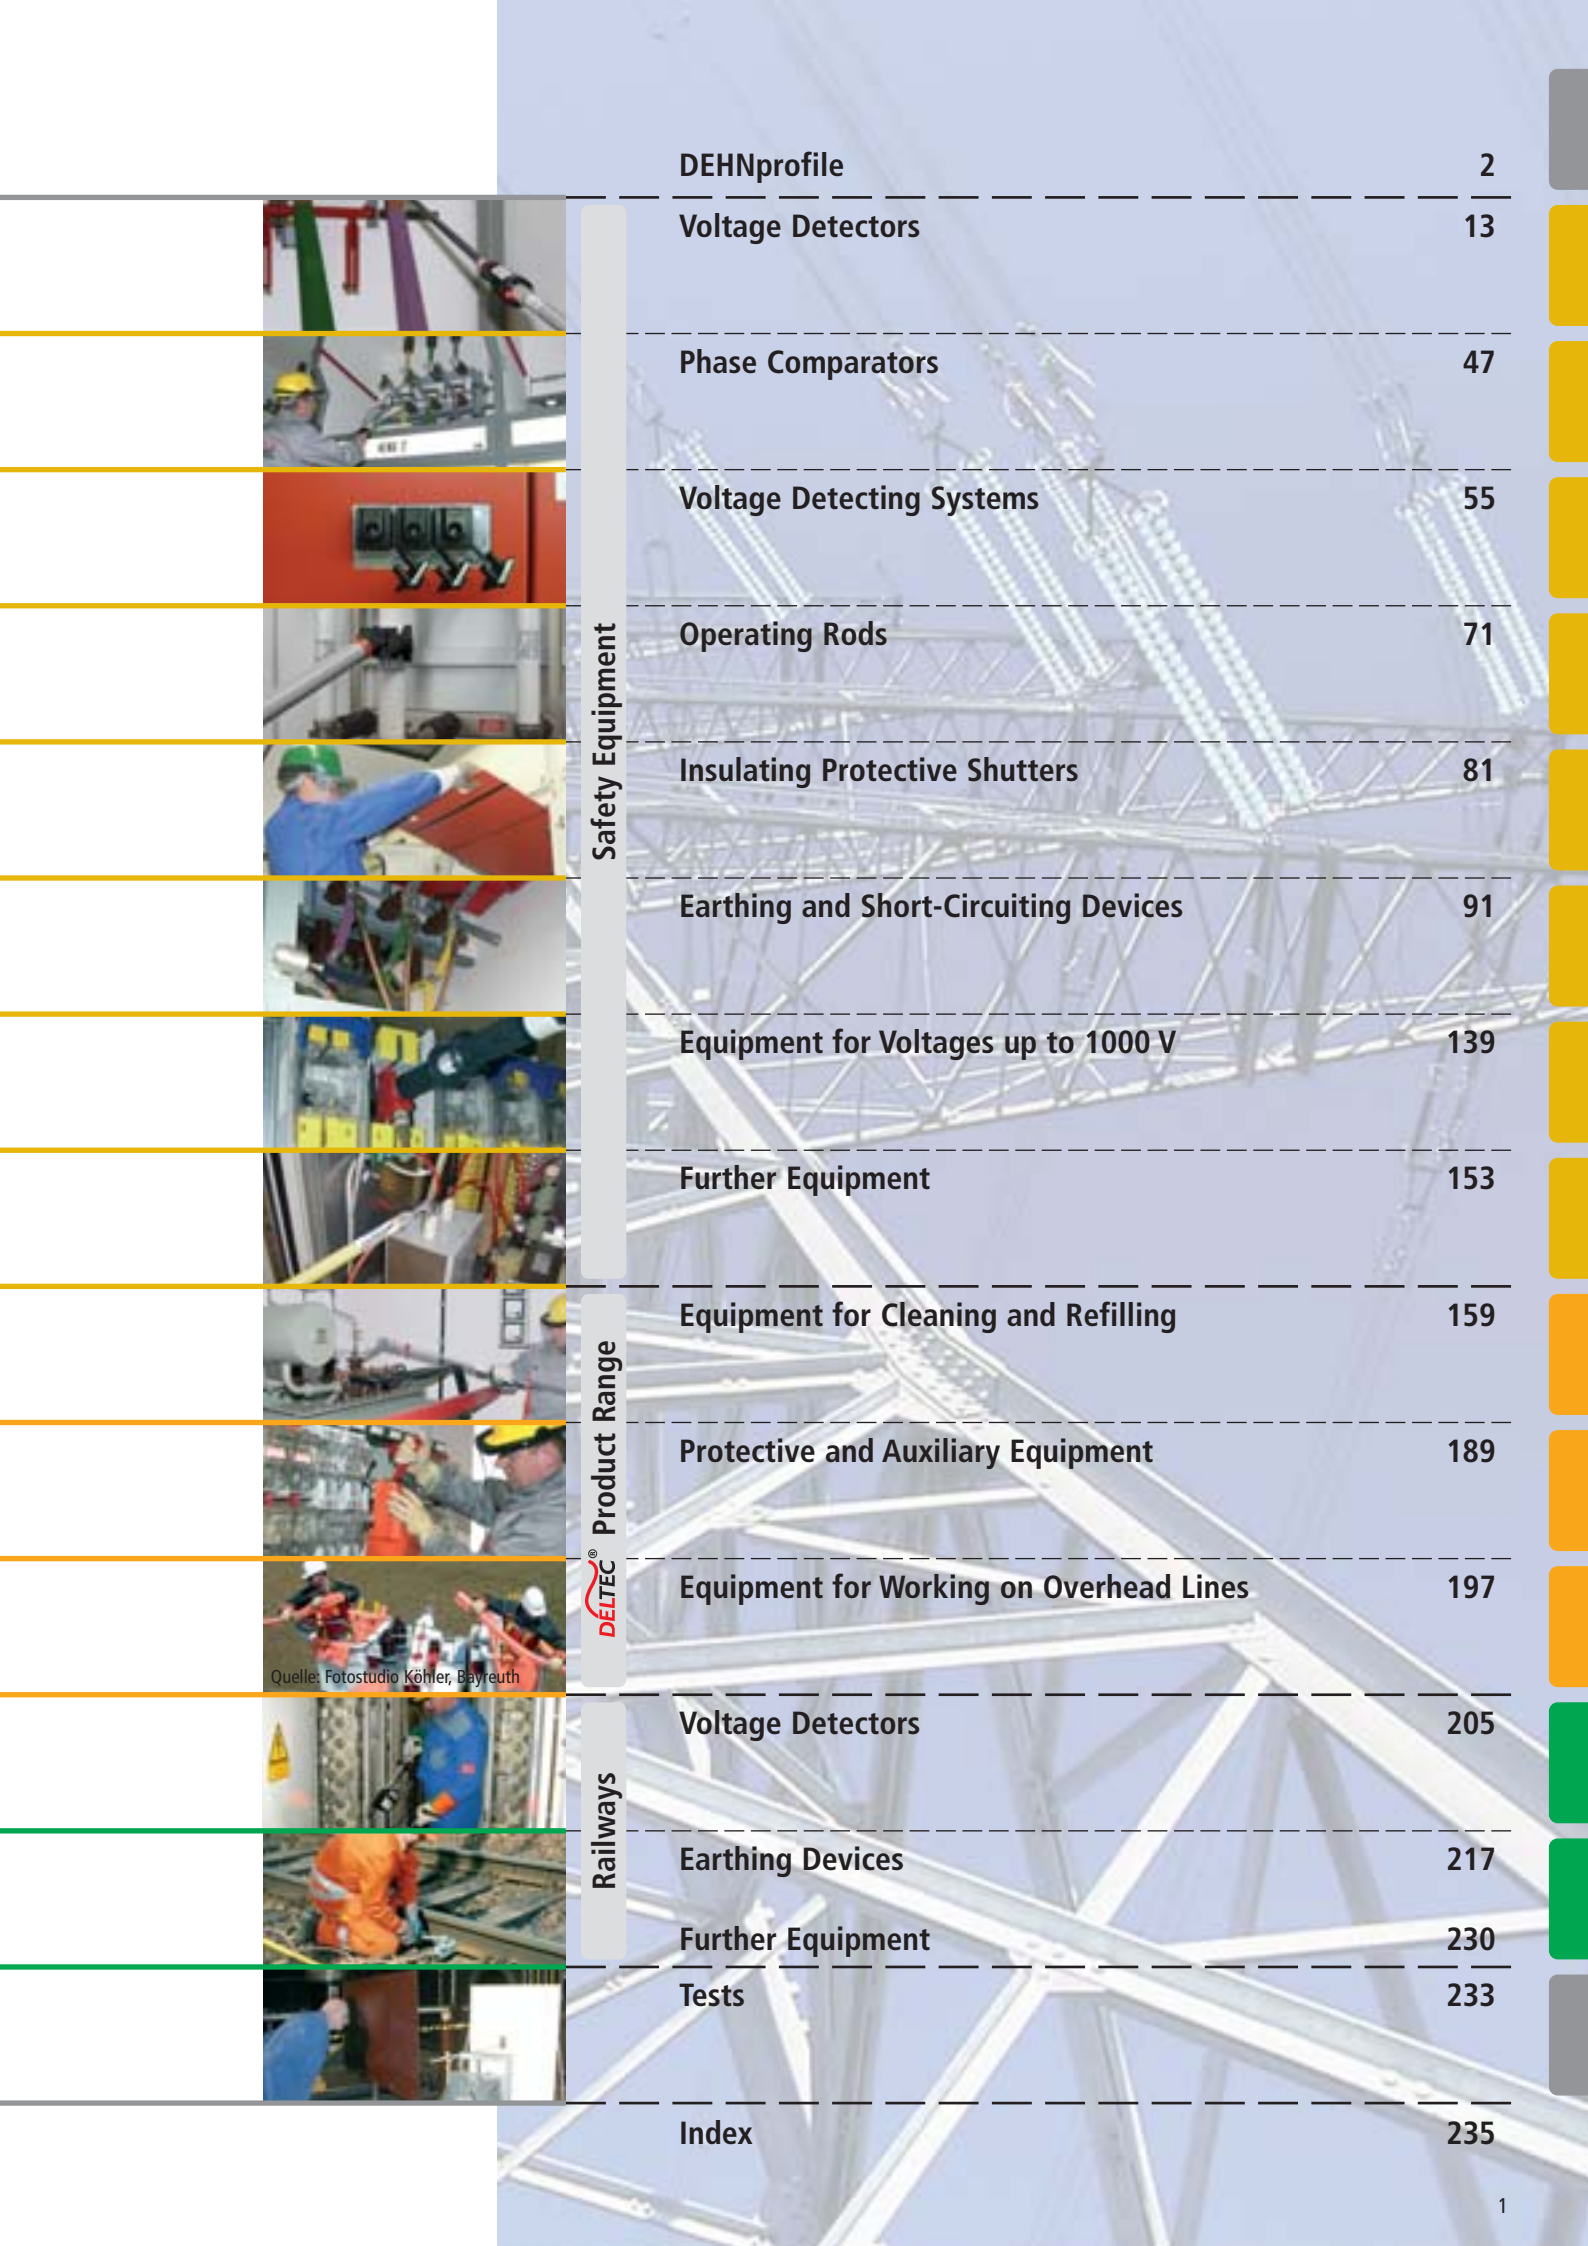 DEHNprofile 2
Safety Equipment
Voltage Detectors 13
Phase Comparators 47
Voltage Detecting Systems 55
Operating Rods 71
Insulating Protective Shutters 81
Earthing and Short-Circuiting Devices 91
Equipment for Voltages up to 1000 V 139
Further Equipment 153
DELTEC® Product Range
Equipment for Cleaning and Refilling 159
Protective and Auxiliary Equipment 189
Equipment for Working on Overhead Lines 197
Quelle: Fotostudio Köhler, Bayreuth
Railways
Voltage Detectors 205
Earthing Devices 217
Further Equipment 230
Tests 233
Index 235
1